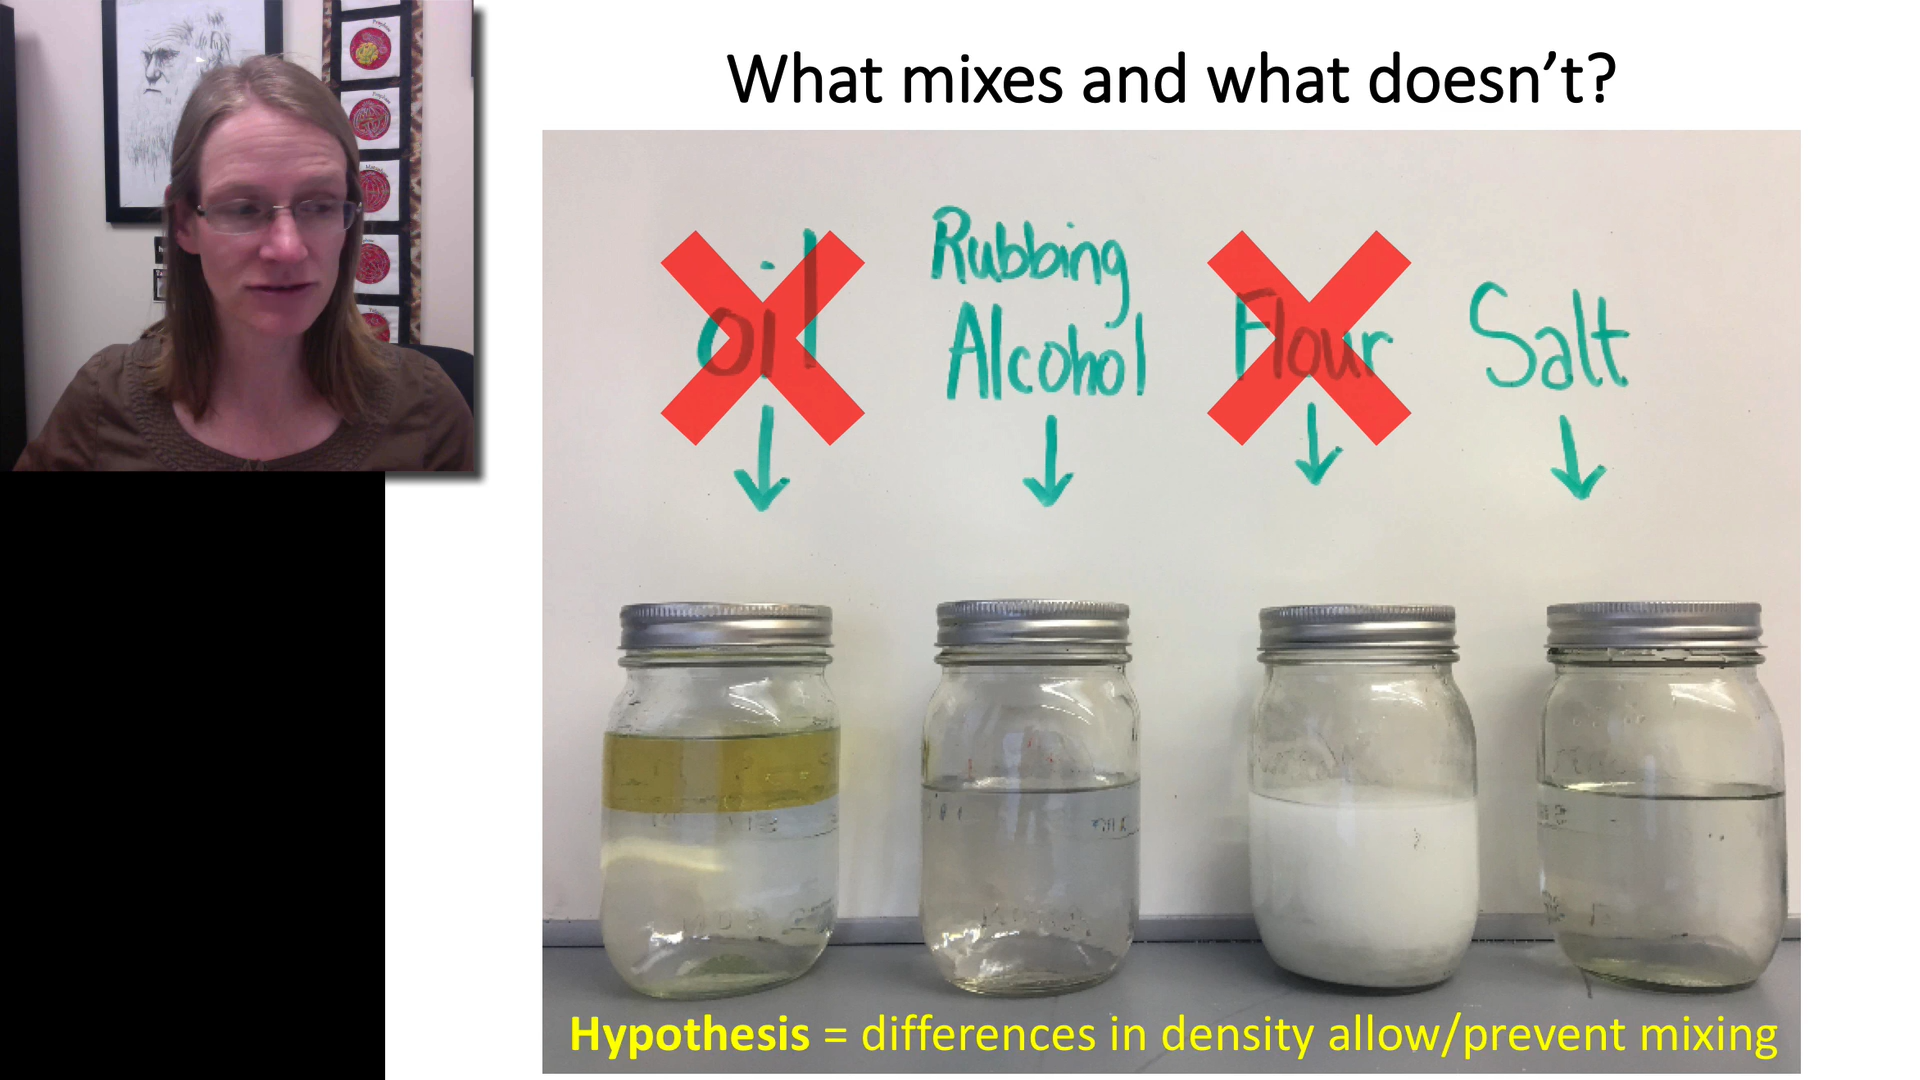 What mixes and what doesn't?
oil
Rubbing
Alcohol
Flour
Salt
Hypothesis = differences in density allow/prevent mixing